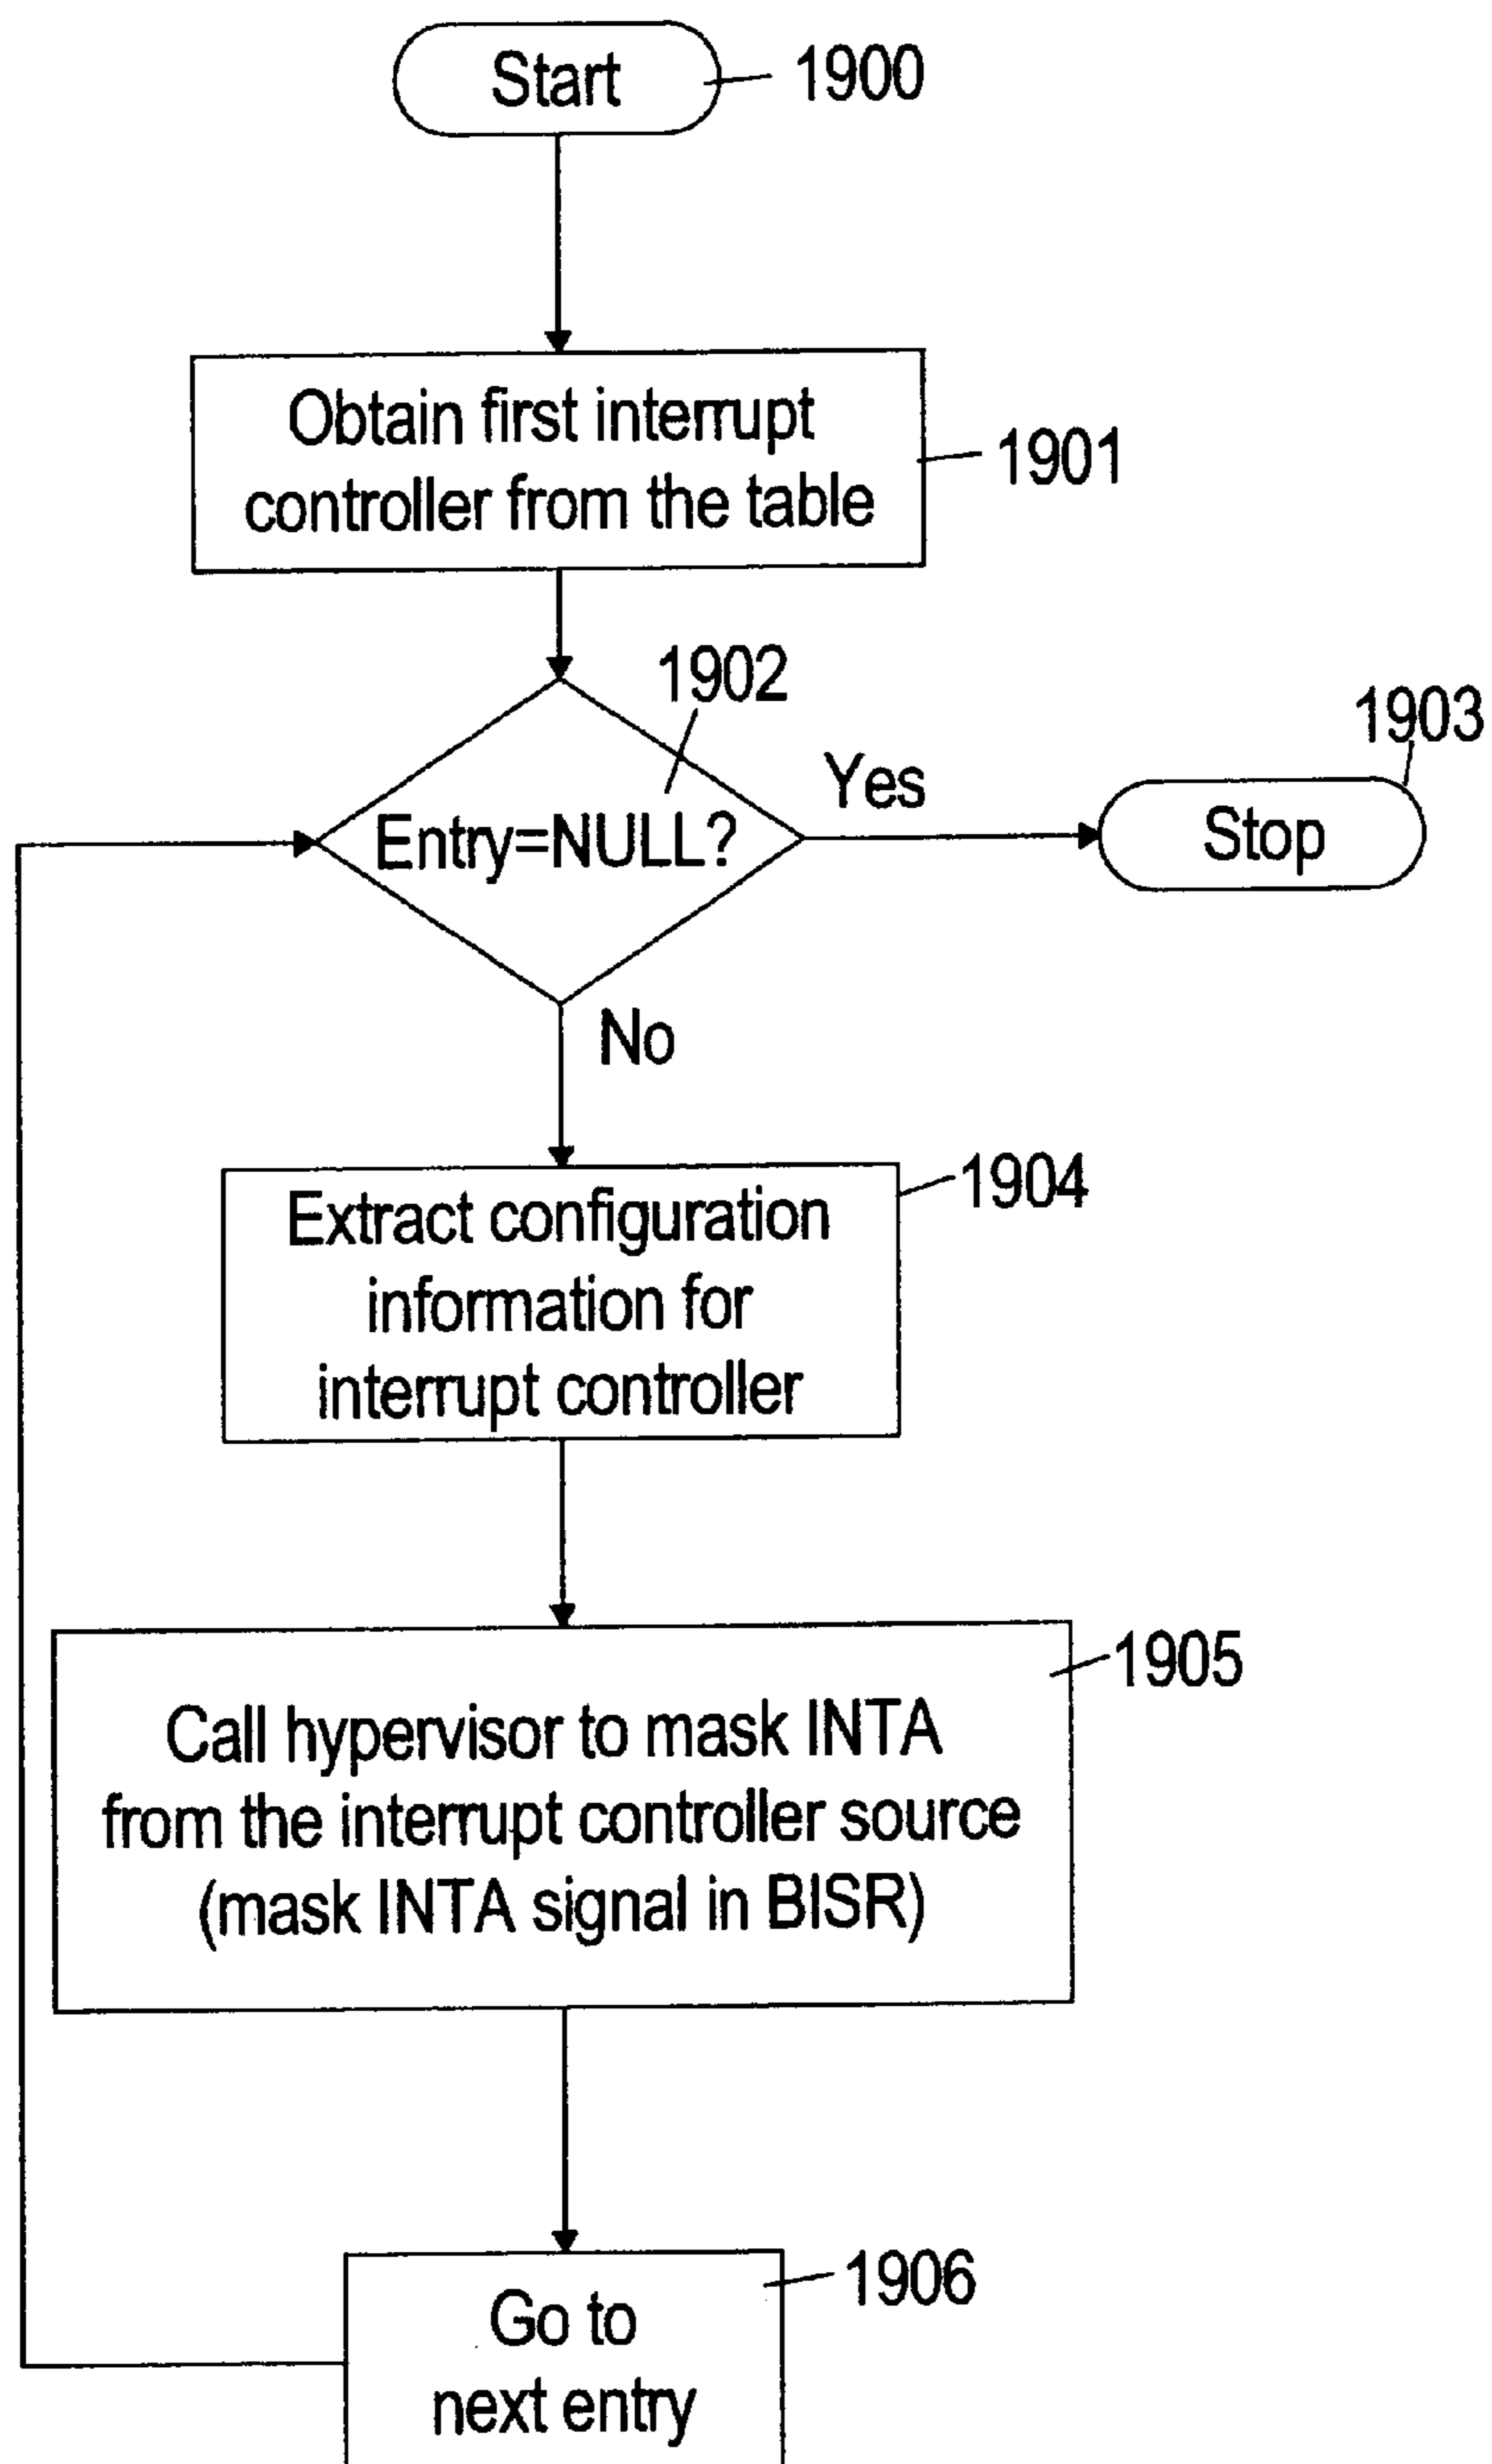 Start
1900
Obtain first interrupt
controller from the table
1901
1902
Entry=NULL?
Yes
1903
Stop
No
Extract configuration
information for
interrupt controller
1904
Call hypervisor to mask INTA
from the interrupt controller source
(mask INTA signal in BISR)
1905
Go to
next entry
1906